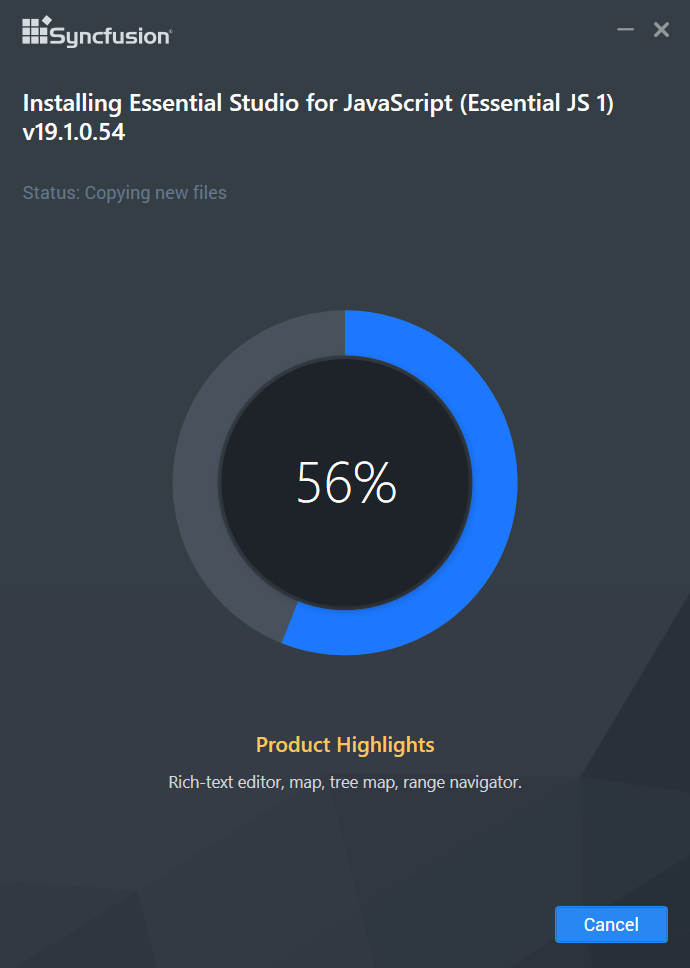 Syncfusion®
Installing Essential Studio for JavaScript (Essential JS 1)
v19.1.0.54
Status: Copying new files
56%
Product Highlights
Rich-text editor, map, tree map, range navigator.
Cancel